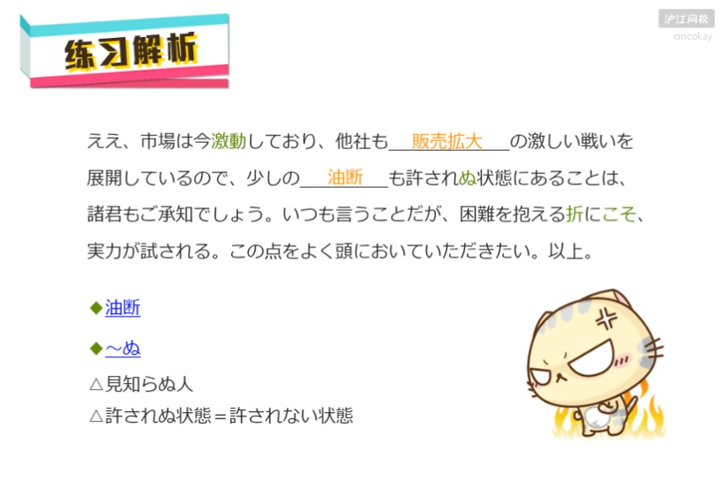 沪江网校
cincokay
练习解析
ええ、市場は今激動しており、他社も販売拡大の激しい戦いを
展開しているので、少しの油断も許されぬ状態にあることは、
諸君もご承知でしょう。いつも言うことだが、困難を抱える折にこそ、
実力が試される。この点をよく頭においていただきたい。以上。
◆油断
◆～ぬ
△見知らぬ人
△許されぬ状態＝許されない状態